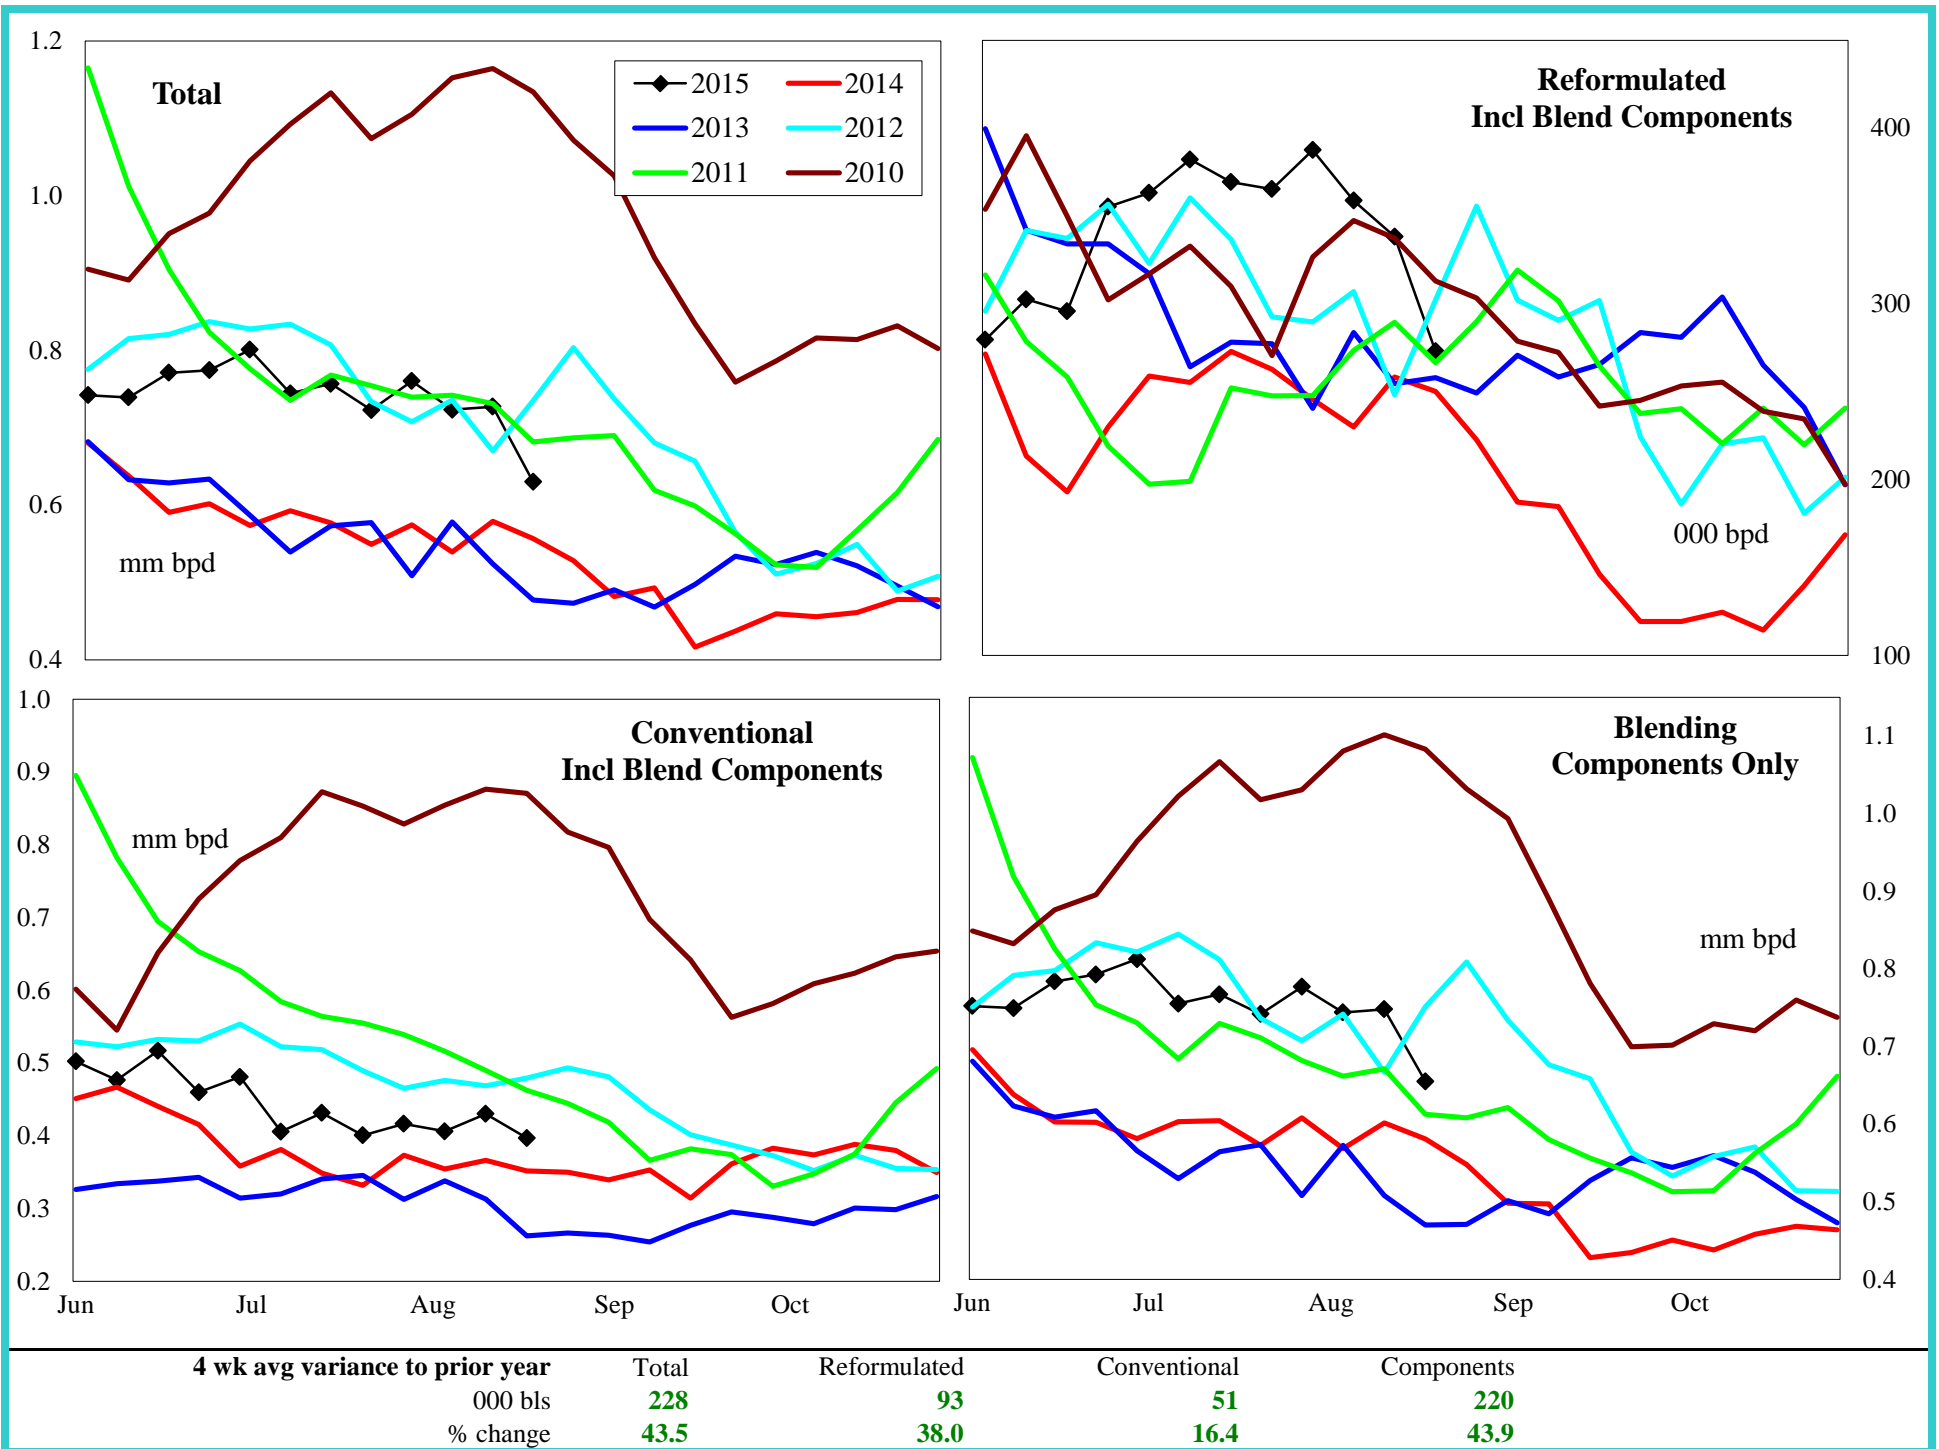 1.2
1.0
0.8
0.6
0.4
Total
2015
2014
2013
2012
2011
2010
mm bpd
Reformulated
Incl Blend Components
400
300
200
100
000 bpd
1.0
0.9
0.8
0.7
0.6
0.5
0.4
0.3
0.2
Conventional
Incl Blend Components
mm bpd
Jun Jul Aug Sep Oct
Blending
Components Only
mm bpd
1.1
1.0
0.9
0.8
0.7
0.6
0.5
0.4
Jun Jul Aug Sep Oct
4 wk avg variance to prior year Total Reformulated Conventional Components
000 bls 228 93 51 220
% change 43.5 38.0 16.4 43.9